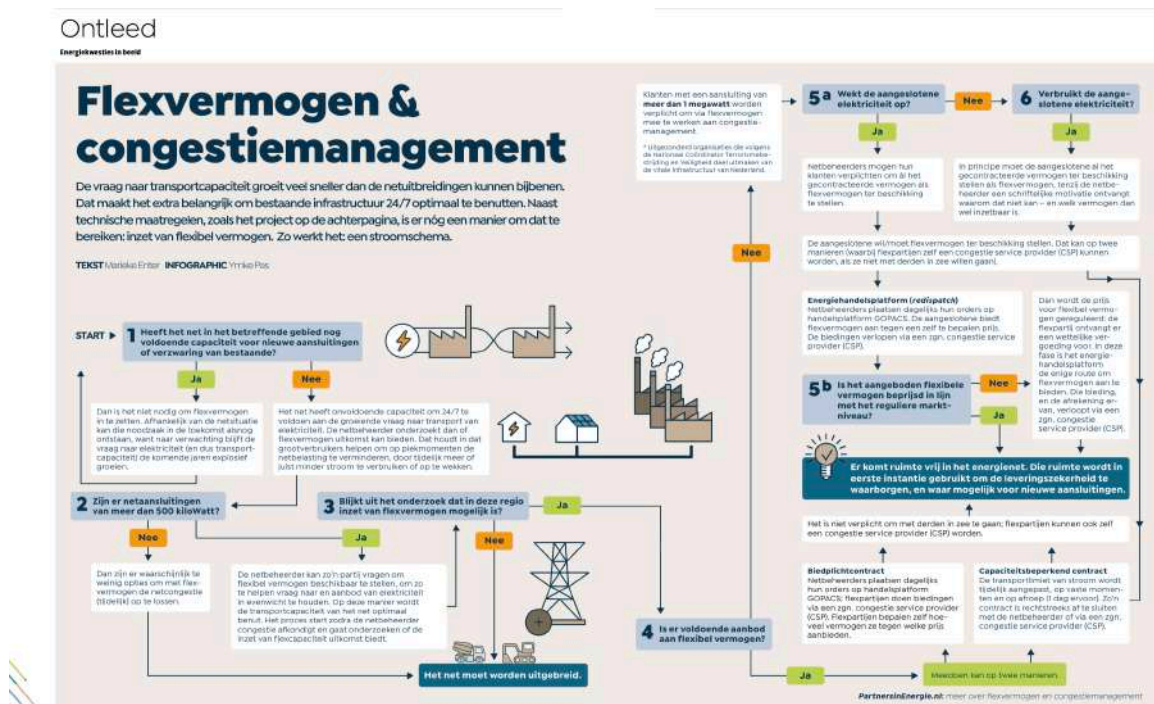 Ontleed
Energiekwesties in beeld
Flexvermogen &
congestiemanagement
De vraag naar transportcapaciteit groeit veel sneller dan de netuitbreidingen kunnen bijbenen.
Dat maakt het extra belangrijk om bestaande infrastructuur 24/7 optimaal te benutten. Naast
technische maatregelen, zoals het project op de achterpagina, is er nóg een manier om dat te
bereiken: inzet van flexibel vermogen. Zo werkt het: een stroomschema.
TEKST Marieke Enter INFOGRAPHIC Ymke Pas
START
1 Heeft het net in het betreffende gebied nog
voldoende capaciteit voor nieuwe aansluitingen
of verzwaring van bestaande?
Ja
Nee
Dan is het niet nodig om flexvermogen
in te zetten. Afhankelijk van de netsituatie
kan die noodzaak in de toekomst alsnog
ontstaan, want naar verwachting blijft de
vraag naar elektriciteit (en dus transport-
capaciteit) de komende jaren explosief
groeien.
Het net heeft onvoldoende capaciteit om 24/7 te
voldoen aan de groeiende vraag naar transport van
elektriciteit. De netbeheerder onderzoekt dan of
flexvermogen uitkomst kan bieden. Dat houdt in dat
grootverbruikers helpen om op piekmomenten de
netbelasting te verminderen, door tijdelijk meer of
juist minder stroom te verbruiken of op te wekken.
2 Zijn er netaansluitingen
van meer dan 500 kiloWatt?
Nee
Ja
Dan zijn er waarschijnlijk te
weinig opties om met flex-
vermogen de netcongestie
(tijdelijk) op te lossen.
De netbeheerder kan zo'n partij vragen om
flexibel vermogen beschikbaar te stellen, om zo
te helpen vraag naar en aanbod van elektriciteit
in evenwicht te houden. Op deze manier wordt
de transportcapaciteit van het net optimaal
benut. Het proces start zodra de netbeheerder
congestie afkondigt en gaat onderzoeken of de
inzet van flexcapaciteit uitkomst biedt.
3 Blijkt uit het onderzoek dat in deze regio
inzet van flexvermogen mogelijk is?
Ja
Nee
Het net moet worden uitgebreid.
4 Is er voldoende aanbod
aan flexibel vermogen?
Nee
Ja
Klanten met een aansluiting van
meer dan 1 megawatt worden
verplicht om via flexvermogen
mee te werken aan congestie-
management.
* Uitgezonderd organisaties die volgens
de Nationaal Coördinator Terrorismebe-
strijding en Veiligheid deel uitmaken van
de vitale infrastructuur van Nederland.
5a Wekt de aangeslotene
elektriciteit op?
Nee
Ja
6 Verbruikt de aange-
slotene elektriciteit?
Ja
Netbeheerders mogen hun
klanten verplichten om ál het
gecontracteerde vermogen als
flexvermogen ter beschikking
te stellen.
In principe moet de aangeslotene al het
gecontracteerde vermogen ter beschikking
stellen als flexvermogen, tenzij de netbe-
heerder een schriftelijke motivatie ontvangt
waarom dat niet kan – en welk vermogen dan
wel inzetbaar is.
De aangeslotene wil/moet flexvermogen ter beschikking stellen. Dat kan op twee
manieren (waarbij flexpartijen zelf een congestie service provider (CSP) kunnen
worden, als ze niet met derden in zee willen gaan).
Energiehandelsplatform (redispatch)
Netbeheerders plaatsen dagelijks hun orders op
handelsplatform GOPACS. De aangeslotene biedt
flexvermogen aan tegen een zelf te bepalen prijs.
De biedingen verlopen via een zgn. congestie service
provider (CSP).
Dan wordt de prijs
voor flexibel vermo-
gen gereguleerd: de
flexpartij ontvangt er
een wettelijke ver-
goeding voor. In deze
fase is het energie-
handelsplatform
de enige route om
flexvermogen aan te
bieden. Die bieding,
en de afrekening er-
van, verloopt via een
zgn. congestie
service provider (CSP).
5b Is het aangeboden flexibele
vermogen beprijsd in lijn
met het reguliere markt-
niveau?
Nee
Ja
Er komt ruimte vrij in het energienet. Die ruimte wordt in
eerste instantie gebruikt om de leveringszekerheid te
waarborgen, en waar mogelijk voor nieuwe aansluitingen.
Het is niet verplicht om met derden in zee te gaan; flexpartijen kunnen ook zelf
een congestie service provider (CSP) worden.
Biedplichtcontract
Netbeheerders plaatsen dagelijks
hun orders op handelsplatform
GOPACS; flexpartijen doen biedingen
via een zgn. congestie service provider
(CSP). Flexpartijen bepalen zelf hoe-
veel vermogen ze tegen welke prijs
aanbieden.
Capaciteitsbeperkend contract
De transportlimiet van stroom wordt
tijdelijk aangepast, op vaste momen-
ten en op afroep (1 dag ervoor). Zo'n
contract is rechtstreeks af te sluiten
met de netbeheerder of via een zgn.
congestie service provider (CSP).
Meedoen kan op twee manieren.
PartnersinEnergie.nl: meer over flexvermogen en congestiemanagement